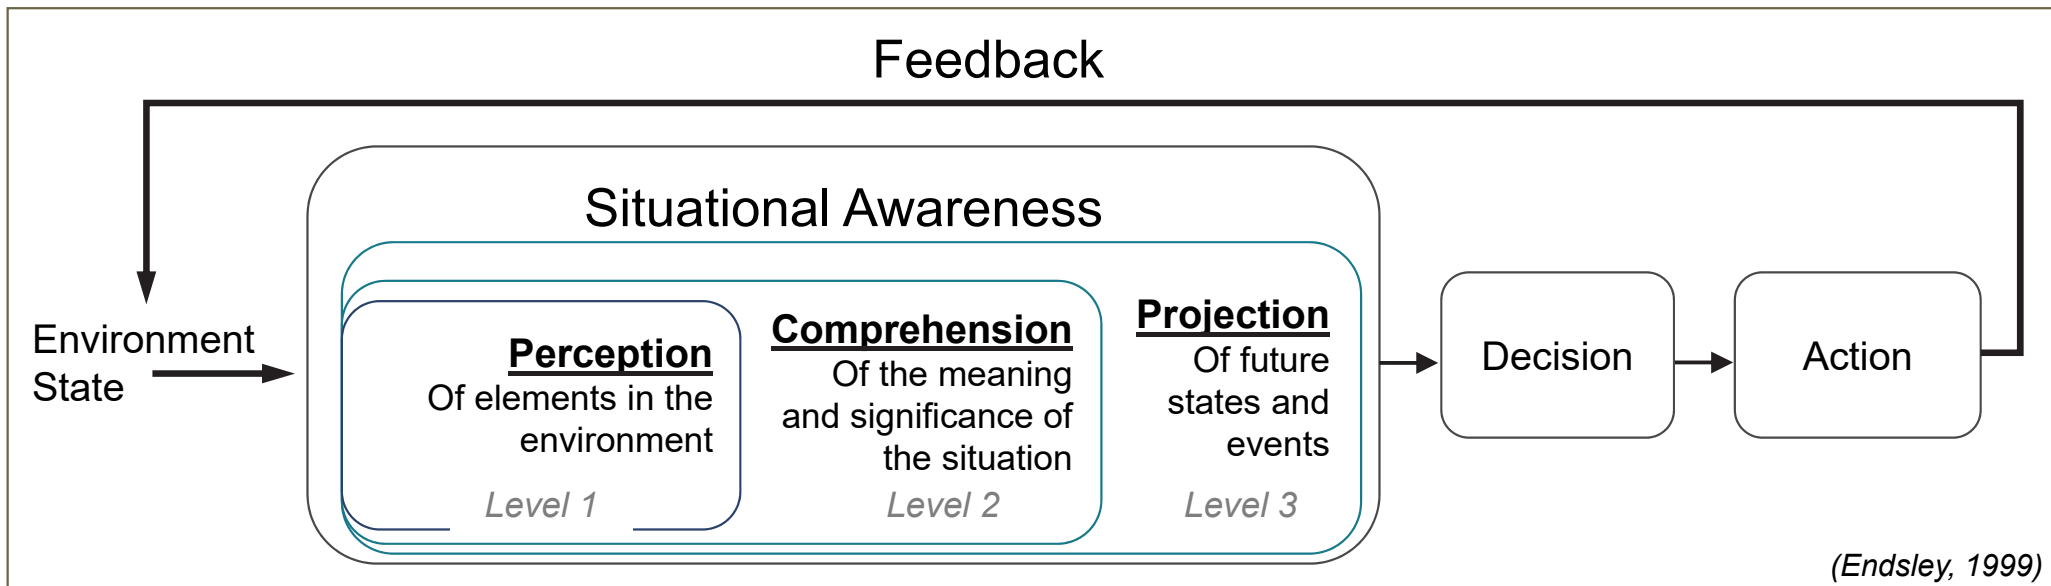 Feedback
Situational Awareness
Environment
State
Perception
Of elements in the
environment
Level 1
Comprehension
Of the meaning
and significance of
the situation
Level 2
Projection
Of future
states and
events
Level 3
Decision
Action
(Endsley, 1999)